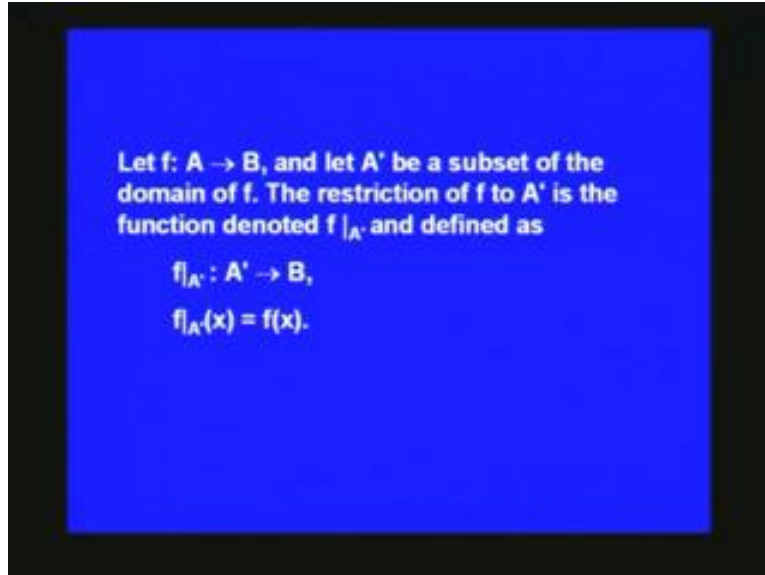 Let f: A → B, and let A' be a subset of the
domain of f. The restriction of f to A' is the
function denoted f |A' and defined as
f|A' : A' → B,
f|A'(x) = f(x).